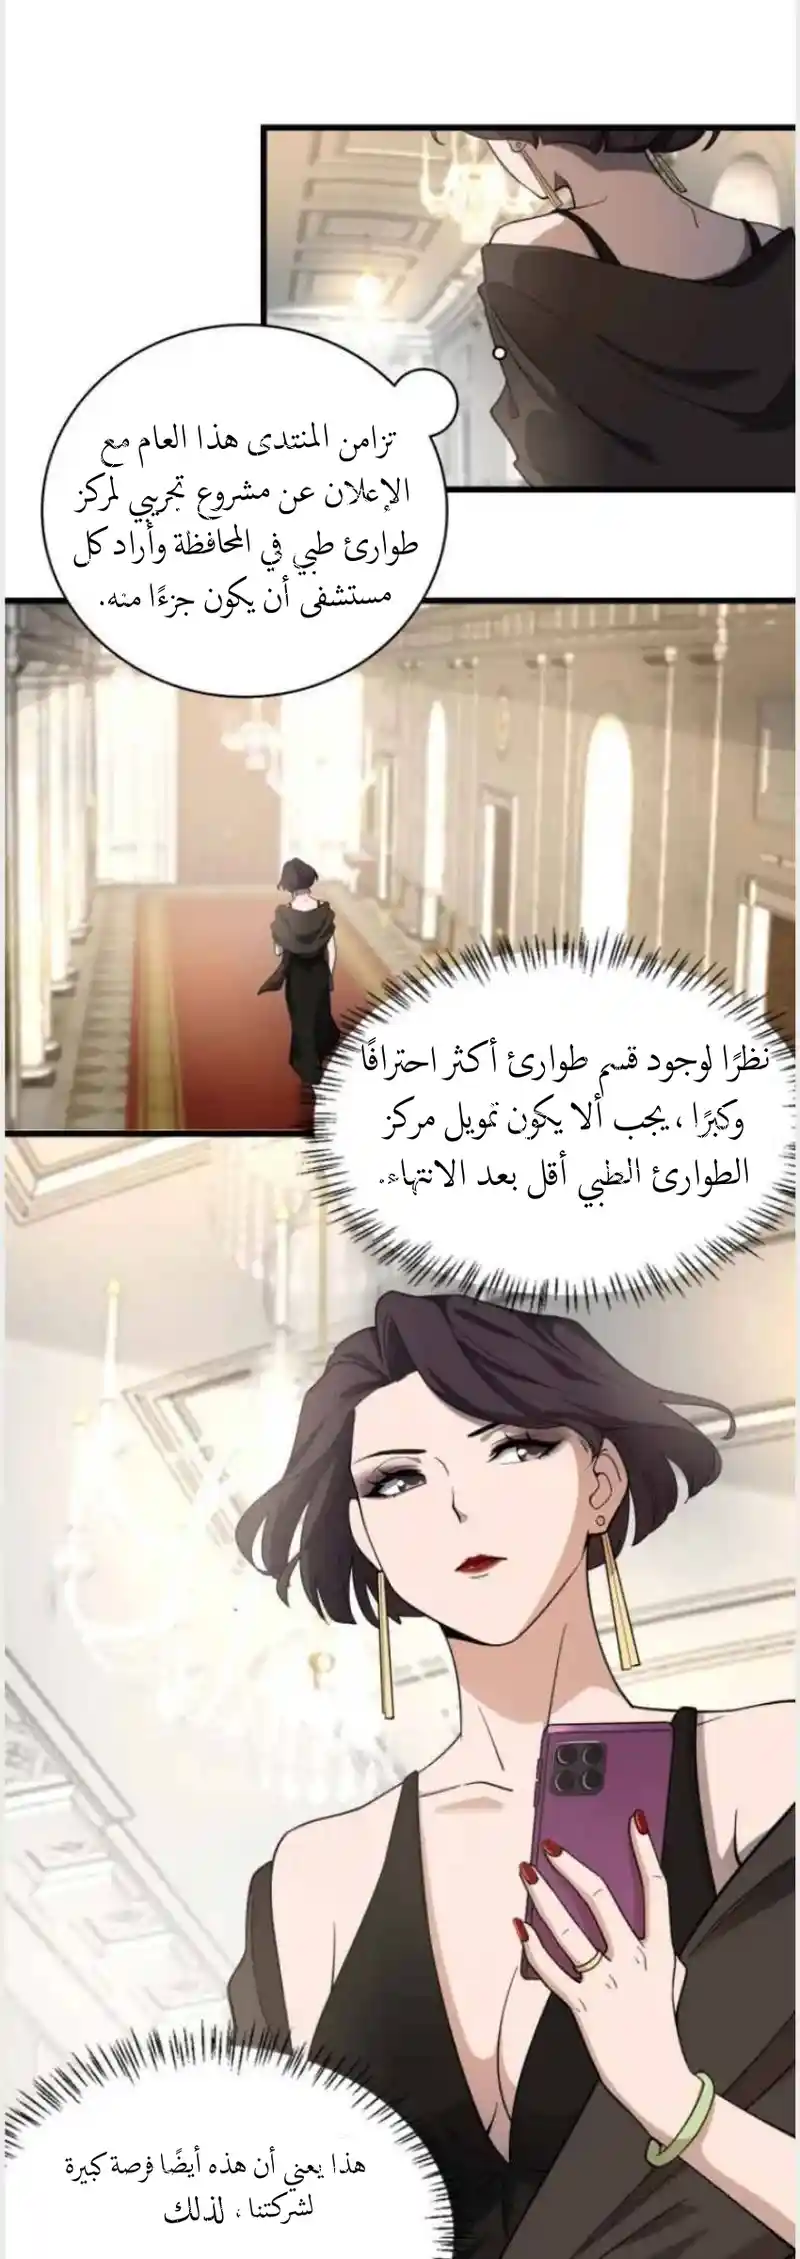 تزامن المنتدى هذا العام مع
الإعلان عن مشروع تجريبي لمركز
طوارئ طبي في المحافظة وأراد كل
مستشفى أن يكون جزءًا منه.
نظرًا لوجود قسم طوارئ أكثر احترافًا
وكبرًا ، يجب ألا يكون تمويل مركز
الطوارئ الطبي أقل بعد الانتهاء.
هذا يعني أن هذه أيضًا فرصة كبيرة
لشركتنا ، لذلك